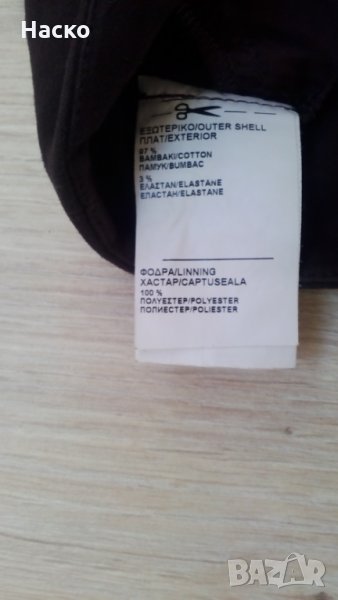 Наско
ΕΞΩΤΕΡΙΚΟ/OUTER SHELL
ПЛАТ/EXTERIOR
97 %
ΒΑΜΒΑΚΙ/COTTON
ПАМУК/BUMBAC
3 %
ΕΛΑΣΤΑΝ/ELASTANE
ЕЛАСТАН/ELASTANE
ΦΟΔΡΑ/LINNING
ХАСТАР/CAPTUSEALA
100 %
ΠΟΛΥΕΣΤΕΡ/POLYESTER
ПОЛИЕСТЕР/POLIESTER
BAZAR